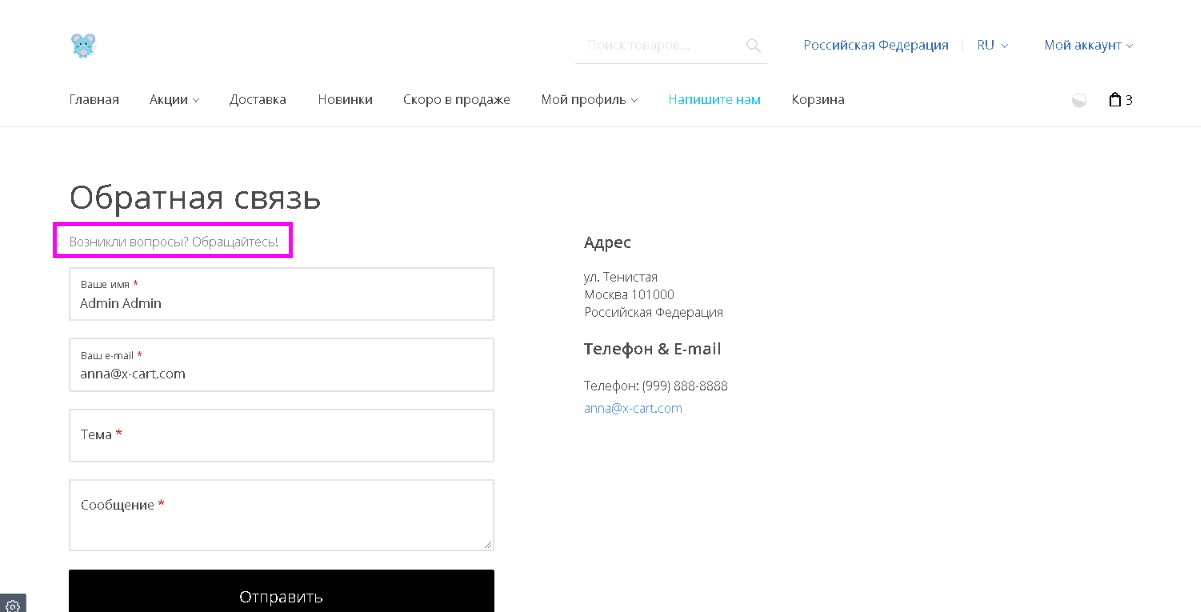 Поиск товаров...
Российская Федерация
RU
Мой аккаунт
Главная
Акции
Доставка
Новинки
Скоро в продаже
Мой профиль
Напишите нам
Корзина
3
Обратная связь
Возникли вопросы? Обращайтесь!
Ваше имя *
Admin Admin
Ваш e-mail *
anna@x-cart.com
Тема *
Сообщение *
Отправить
Адрес
ул. Тенистая
Москва 101000
Российская Федерация
Телефон & E-mail
Телефон: (999) 888-8888
anna@x-cart.com